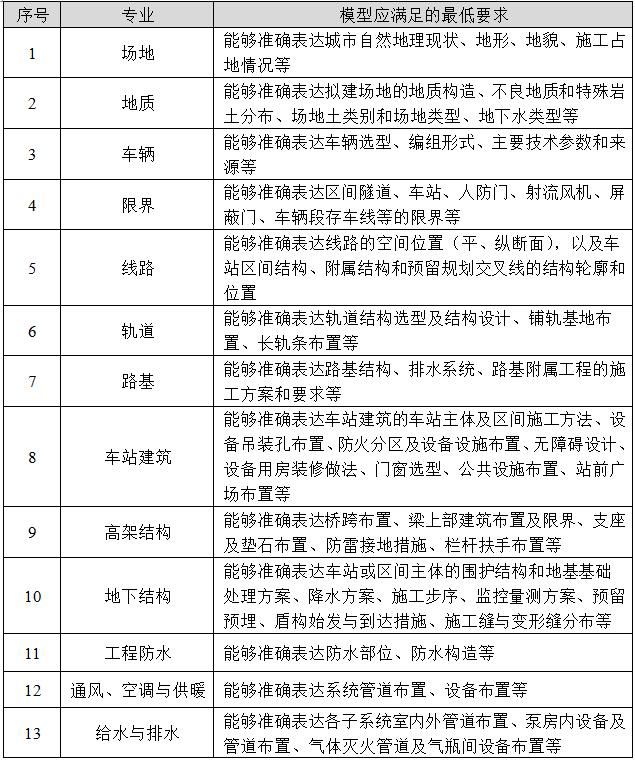 序号 专业 模型应满足的最低要求
1 场地 能够准确表达城市自然地理现状、地形、地貌、施工占
地情况等
2 地质 能够准确表达拟建场地的地质构造、不良地质和特殊岩
土分布、场地土类别和场地类型、地下水类型等
3 车辆 能够准确表达车辆选型、编组形式、主要技术参数和来
源等
4 限界 能够准确表达区间隧道、车站、人防门、射流风机、屏
蔽门、车辆段存车线等的限界等
5 线路 能够准确表达线路的空间位置（平、纵断面），以及车
站区间结构、附属结构和预留规划交叉线的结构轮廓和
位置
6 轨道 能够准确表达轨道结构选型及结构设计、铺轨基地布
置、长轨条布置等
7 路基 能够准确表达路基结构、排水系统、路基附属工程的施
工方案和要求等
8 车站建筑 能够准确表达车站建筑的车站主体及区间施工方法、设
备吊装孔布置、防火分区及设备设施布置、无障碍设计、
设备用房装修做法、门窗选型、公共设施布置、站前广
场布置等
9 高架结构 能够准确表达桥跨布置、梁上部建筑布置及限界、支座
及垫石布置、防雷接地措施、栏杆扶手布置等
10 地下结构 能够准确表达车站或区间主体的围护结构和地基基础
处理方案、降水方案、施工步序、监控量测方案、预留
预埋、盾构始发与到达措施、施工缝与变形缝分布等
11 工程防水 能够准确表达防水部位、防水构造等
12 通风、空调与供暖 能够准确表达系统管道布置、设备布置等
13 给水与排水 能够准确表达各子系统室内外管道布置、泵房内设备及
管道布置、气体灭火管道及气瓶间设备布置等